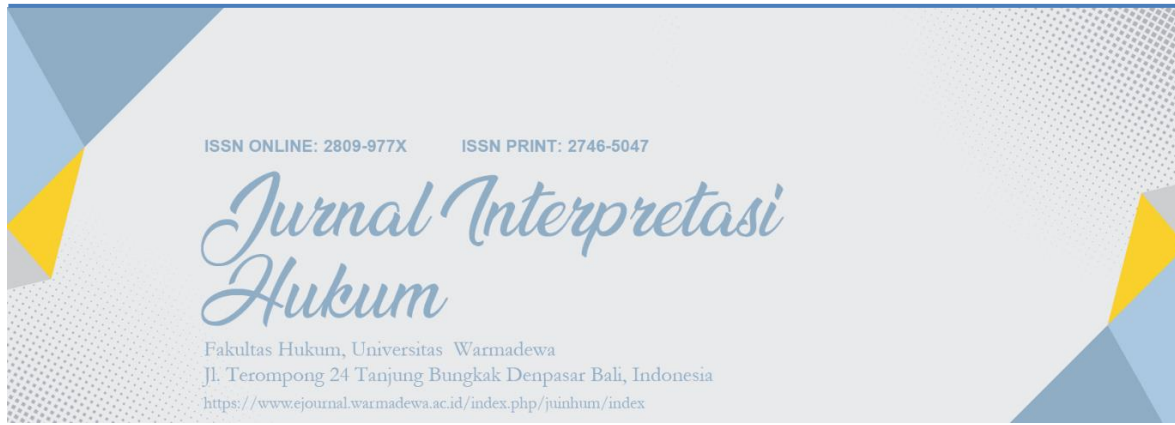 ISSN ONLINE: 2809-977X ISSN PRINT: 2746-5047
Jurnal Interpretasi
Hukum
Fakultas Hukum, Universitas Warmadewa
Jl. Terompong 24 Tanjung Bungkak Denpasar Bali, Indonesia
https://www.ejournal.warmadewa.ac.id/index.php/juinhum/index